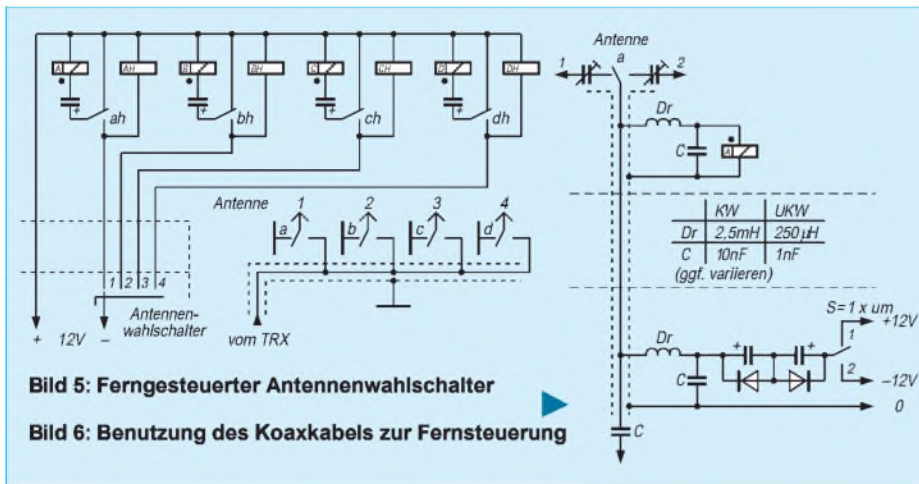 A
AH
B
BH
C
CH
D
DH
ah
bh
ch
dh
Antenne
1
2
3
4
a
b
c
d
1 2 3 4
Antennen-
wahlschalter
+ 12V –
vom TRX
Bild 5: Ferngesteuerter Antennenwahlschalter
Bild 6: Benutzung des Koaxkabels zur Fernsteuerung
Antenne
1
a
2
Dr
C
A
KW UKW
Dr 2,5mH 250µH
C 10nF 1nF
(ggf. variieren)
S=1 x um
+12V
1
Dr
+
+
2
–12V
C
0
C